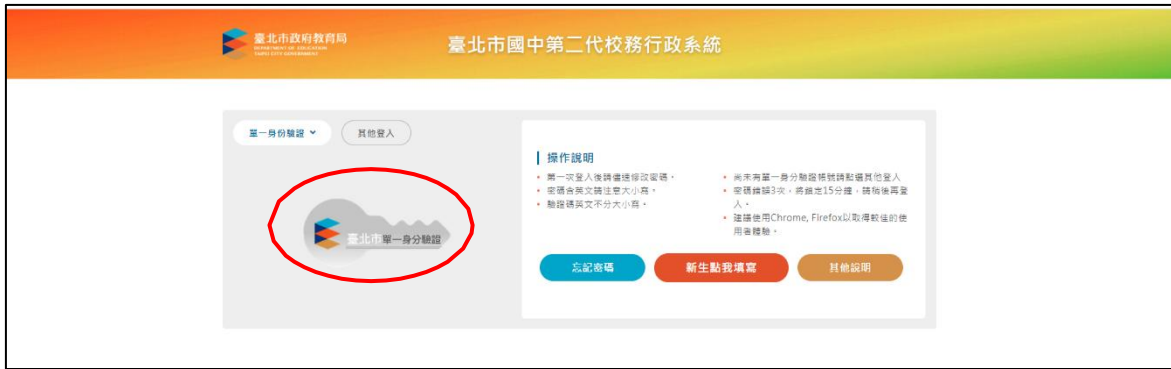 臺北市政府教育局
DEPARTMENT OF EDUCATION
TAIPEI CITY GOVERNMENT
臺北市國中第二代校務行政系統
單一身份驗證
其他登入
臺北市單一身分驗證
操作說明
• 第一次登入後請儘速修改密碼。
• 密碼含英文請注意大小寫。
• 驗證碼英文不分大小寫。
• 尚未有單一身分驗證帳號請點選其他登入
• 密碼錯誤3次，將鎖定15分鐘，請稍後再登
入。
• 建議使用Chrome, Firefox以取得較佳的使
用者體驗。
忘記密碼
新生點我填寫
其他說明